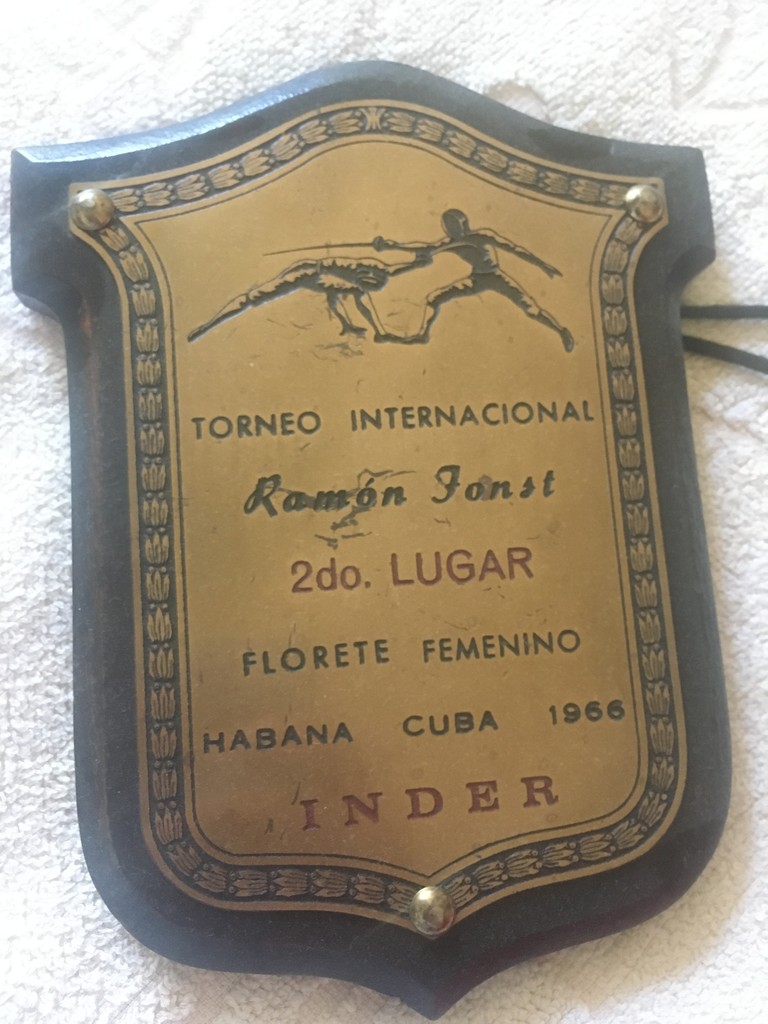 TORNEO INTERNACIONAL
Ramón Fonst
2do. LUGAR
FLORETE FEMENINO
HABANA CUBA 1966
INDER